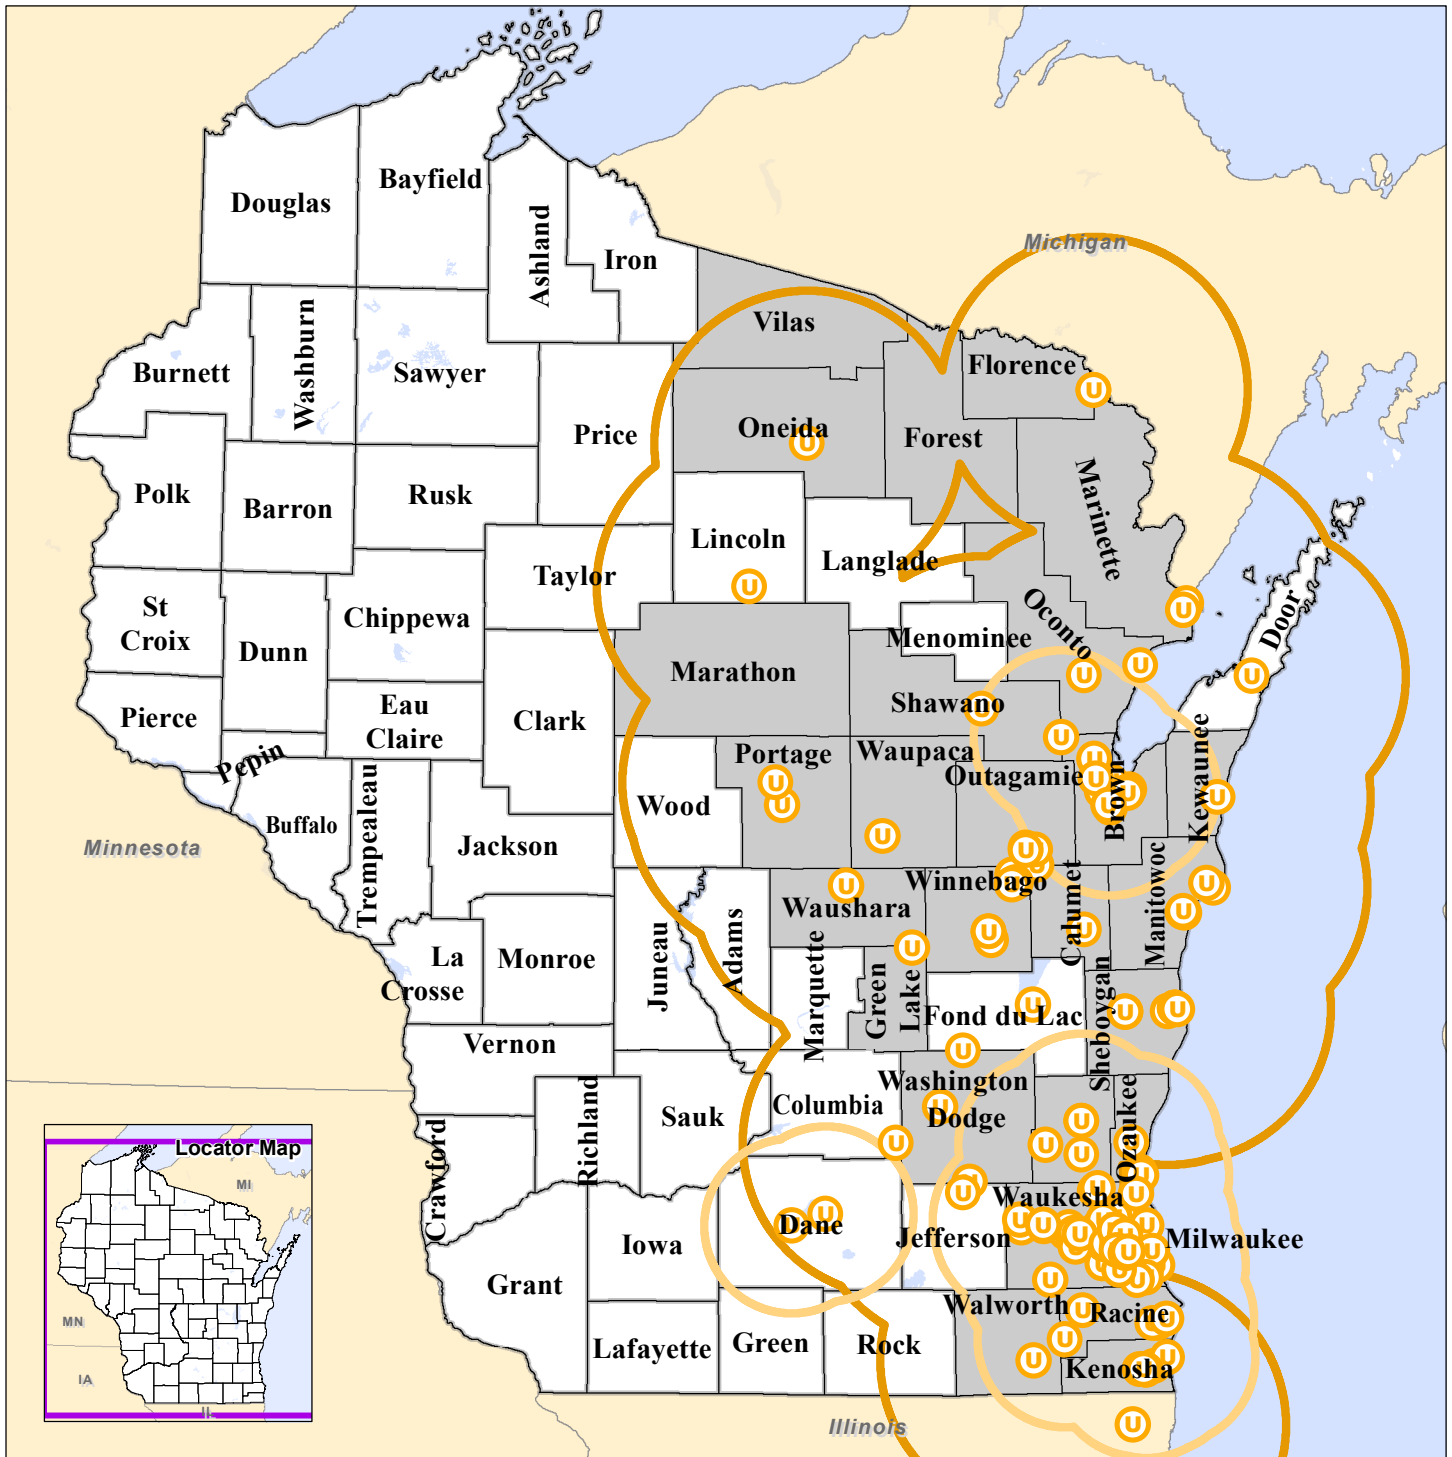 Michigan
Bayfield
Douglas
Ashland
Iron
Vilas
Florence
Burnett
Washburn
Sawyer
Price
Oneida
U
Forest
U
Marinette
Polk
Barron
Rusk
Lincoln
U
Langlade
Taylor
St
Croix
Chippewa
Dunn
Menominee
Oconto
Door
U
U
U
U
Marathon
Shawano
U
Pierce
Eau
Claire
Clark
Pepin
Portage
U
U
Waupaca
U
Outagamie
U
U
U
U
U
Brown
Kewaunee
U
Wood
Buffalo
Trempealeau
Jackson
Minnesota
U
U
Winnebago
U
Waushara
U
Calumet
U
Manitowoc
U
U
La
Crosse
Monroe
Juneau
Adams
Marquette
Green
Lake
U
U
Fond du Lac
U
Sheboygan
U
U
Vernon
Richland
Sauk
Columbia
U
Washington
U
Dodge
U
U
U
U
Ozaukee
U
Crawford
Locator Map
MI
MN
IA
IL
Iowa
Dane
U
U
Jefferson
U
Waukesha
U
U
U
U
U
U
U
Milwaukee
U
U
Grant
Lafayette
Green
Rock
Walworth
U
U
Racine
U
U
U
Kenosha
U
U
Illinois
U